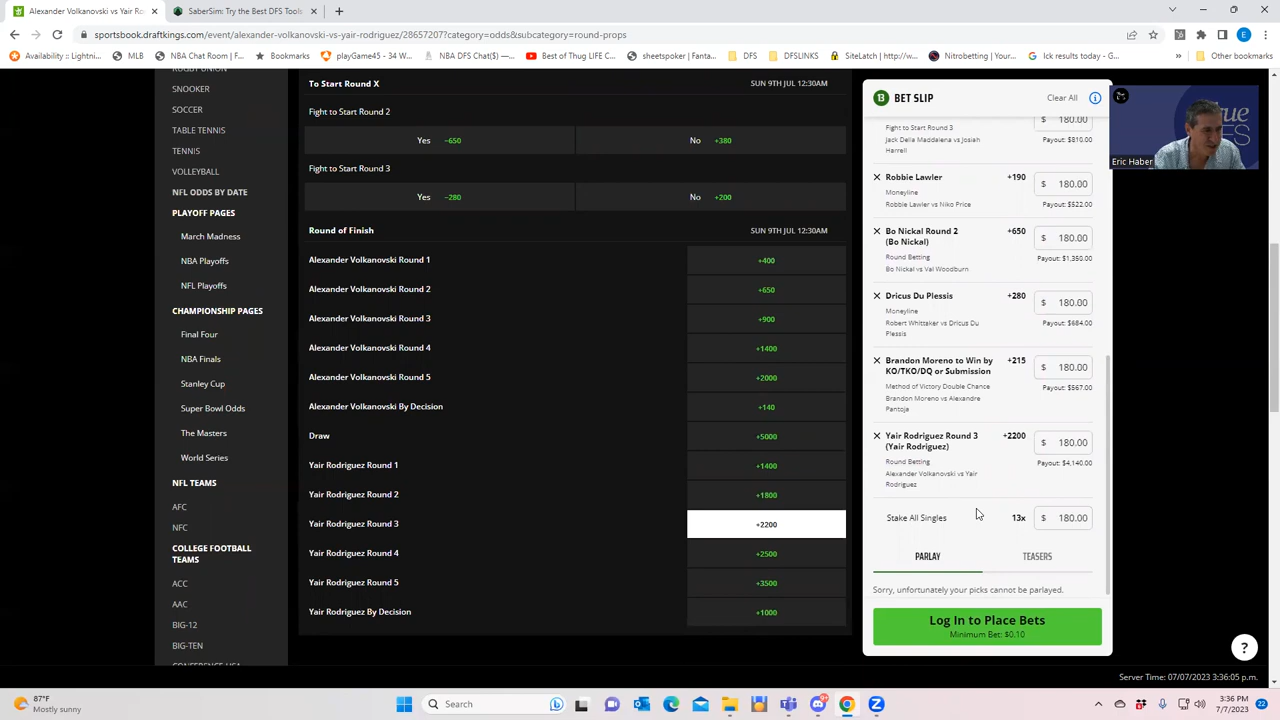 Alexander Volkanovski vs Yair Ro
SaberSim: Try the Best DFS Tools
sportsbook.draftkings.com/event/alexander-volkanovski-vs-yair-rodriguez/28657207?category=odds&subcategory=round-props
Availability :: Lightni...
MLB
NBA Chat Room: F...
Bookmarks
playGame45 - 34 W...
NBA DFS Chat($) —...
Best of Thug LIFE C...
sheetspoker | Fanta...
DFS
DFSLINKS
SiteLatch | http://w...
Nitrobetting | Your...
Ick results today - G...
Other bookmarks
RUGBY UNION
SNOOKER
SOCCER
TABLE TENNIS
TENNIS
VOLLEYBALL
NFL ODDS BY DATE
PLAYOFF PAGES
March Madness
NBA Playoffs
NFL Playoffs
CHAMPIONSHIP PAGES
Final Four
NBA Finals
Stanley Cup
Super Bowl Odds
The Masters
World Series
NFL TEAMS
AFC
NFC
COLLEGE FOOTBALL
TEAMS
ACC
AAC
BIG-12
BIG-TEN
CONFERENCE USA
To Start Round X SUN 9TH JUL 12:30AM
Fight to Start Round 2
Yes −650 No +380
Fight to Start Round 3
Yes −280 No +200
Round of Finish SUN 9TH JUL 12:30AM
Alexander Volkanovski Round 1 +400
Alexander Volkanovski Round 2 +650
Alexander Volkanovski Round 3 +900
Alexander Volkanovski Round 4 +1400
Alexander Volkanovski Round 5 +2000
Alexander Volkanovski By Decision +140
Draw +5000
Yair Rodriguez Round 1 +1400
Yair Rodriguez Round 2 +1800
Yair Rodriguez Round 3 +2200
Yair Rodriguez Round 4 +2500
Yair Rodriguez Round 5 +3500
Yair Rodriguez By Decision +1000
13 BET SLIP Clear All
$ 180.00
Fight to Start Round 3
Jack Della Maddalena vs Josiah
Harrell
Payout: $810.00
Robbie Lawler +190 $ 180.00
Moneyline
Robbie Lawler vs Niko Price Payout: $522.00
Bo Nickal Round 2 +650 $ 180.00
(Bo Nickal)
Round Betting Payout: $1,350.00
Bo Nickal vs Val Woodburn
Dricus Du Plessis +280 $ 180.00
Moneyline
Robert Whittaker vs Dricus Du Payout: $684.00
Plessis
Brandon Moreno to Win by +215 $ 180.00
KO/TKO/DQ or Submission
Method of Victory Double Chance Payout: $567.00
Brandon Moreno vs Alexandre
Pantoja
Yair Rodriguez Round 3 +2200 $ 180.00
(Yair Rodriguez)
Round Betting Payout: $4,140.00
Alexander Volkanovski vs Yair
Rodriguez
Stake All Singles 13x $ 180.00
PARLAY TEASERS
Sorry, unfortunately your picks cannot be parlayed.
Log In to Place Bets
Minimum Bet: $0.10
Eric Haber
?
Server Time: 07/07/2023 3:36:05 p.m.
87°F
Mostly sunny
Search
3:36 PM
7/7/2023
22